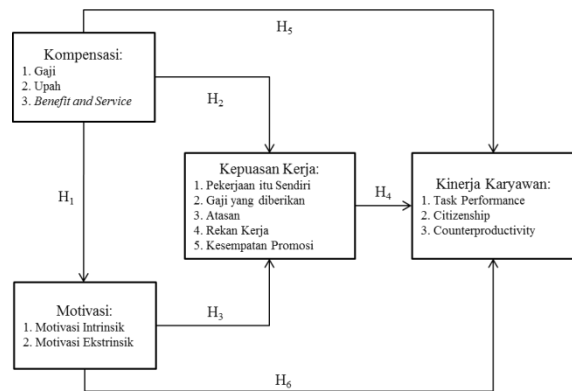 H5
Kompensasi:
1. Gaji
2. Upah
3. Benefit and Service
H2
Kepuasan Kerja:
1. Pekerjaan itu Sendiri
2. Gaji yang diberikan
3. Atasan
4. Rekan Kerja
5. Kesempatan Promosi
H4
Kinerja Karyawan:
1. Task Performance
2. Citizenship
3. Counterproductivity
H1
Motivasi:
1. Motivasi Intrinsik
2. Motivasi Ekstrinsik
H3
H6